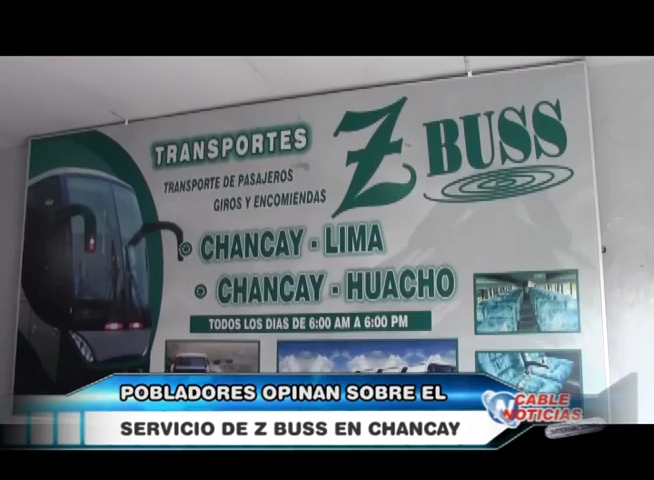 TRANSPORTES
Z BUSS
TRANSPORTE DE PASAJEROS
GIROS Y ENCOMIENDAS
CHANCAY - LIMA
CHANCAY - HUACHO
TODOS LOS DIAS DE 6:00 AM A 6:00 PM
POBLADORES OPINAN SOBRE EL
SERVICIO DE Z BUSS EN CHANCAY
CABLE
NOTICIAS